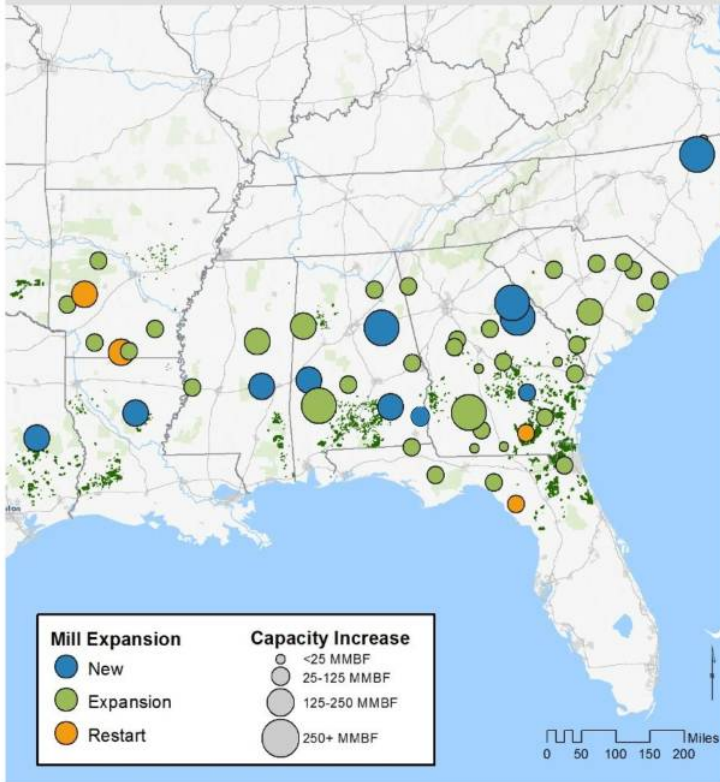 Mill Expansion
New
Expansion
Restart
Capacity Increase
<25 MMBF
25-125 MMBF
125-250 MMBF
250+ MMBF
Miles
0 50 100 150 200